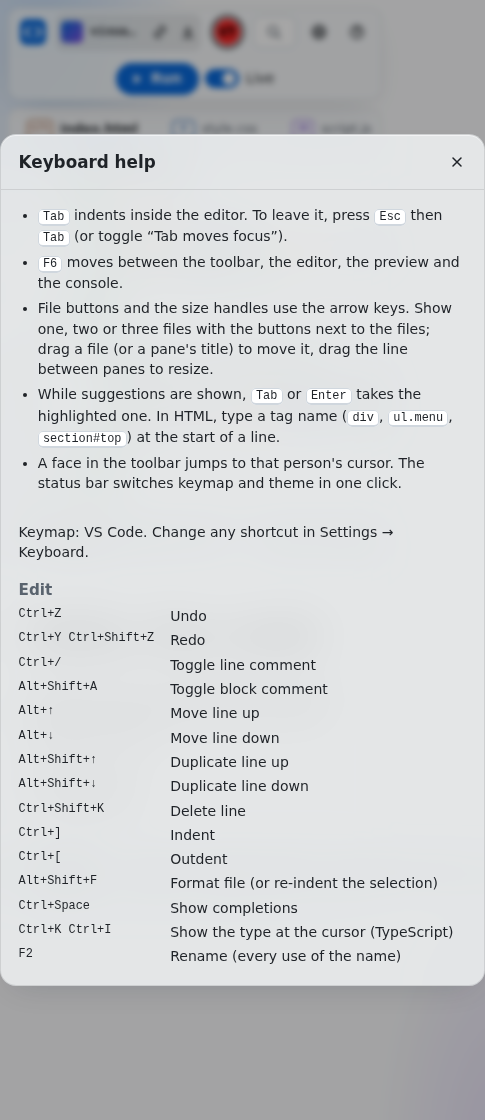 Run
Live
index.html
style.css
script.js
Keyboard help
×
• Tab indents inside the editor. To leave it, press Esc then
Tab (or toggle “Tab moves focus”).
• F6 moves between the toolbar, the editor, the preview and
the console.
• File buttons and the size handles use the arrow keys. Show
one, two or three files with the buttons next to the files;
drag a file (or a pane's title) to move it, drag the line
between panes to resize.
• While suggestions are shown, Tab or Enter takes the
highlighted one. In HTML, type a tag name (div, ul.menu,
section#top) at the start of a line.
• A face in the toolbar jumps to that person's cursor. The
status bar switches keymap and theme in one click.
Keymap: VS Code. Change any shortcut in Settings →
Keyboard.
Edit
Ctrl+Z Undo
Ctrl+Y Ctrl+Shift+Z Redo
Ctrl+/ Toggle line comment
Alt+Shift+A Toggle block comment
Alt+↑ Move line up
Alt+↓ Move line down
Alt+Shift+↑ Duplicate line up
Alt+Shift+↓ Duplicate line down
Ctrl+Shift+K Delete line
Ctrl+] Indent
Ctrl+[ Outdent
Alt+Shift+F Format file (or re-indent the selection)
Ctrl+Space Show completions
Ctrl+K Ctrl+I Show the type at the cursor (TypeScript)
F2 Rename (every use of the name)